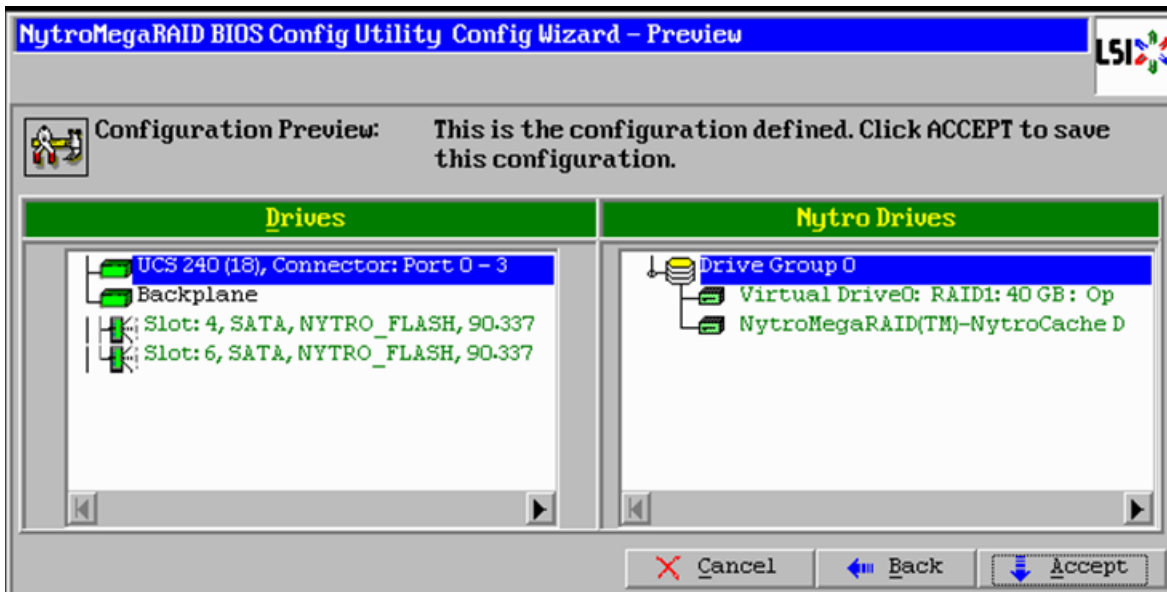 NytroMegaRAID BIOS Config Utility Config Wizard - Preview
LSI
Configuration Preview: This is the configuration defined. Click ACCEPT to save
this configuration.
Drives
UCS 240 (18), Connector: Port 0 - 3
Backplane
Slot: 4, SATA, NYTRO_FLASH, 90.337
Slot: 6, SATA, NYTRO_FLASH, 90.337
Nytro Drives
Drive Group 0
Virtual Drive0: RAID1: 40 GB: Op
NytroMegaRAID(TM)-NytroCache D
Cancel
Back
Accept